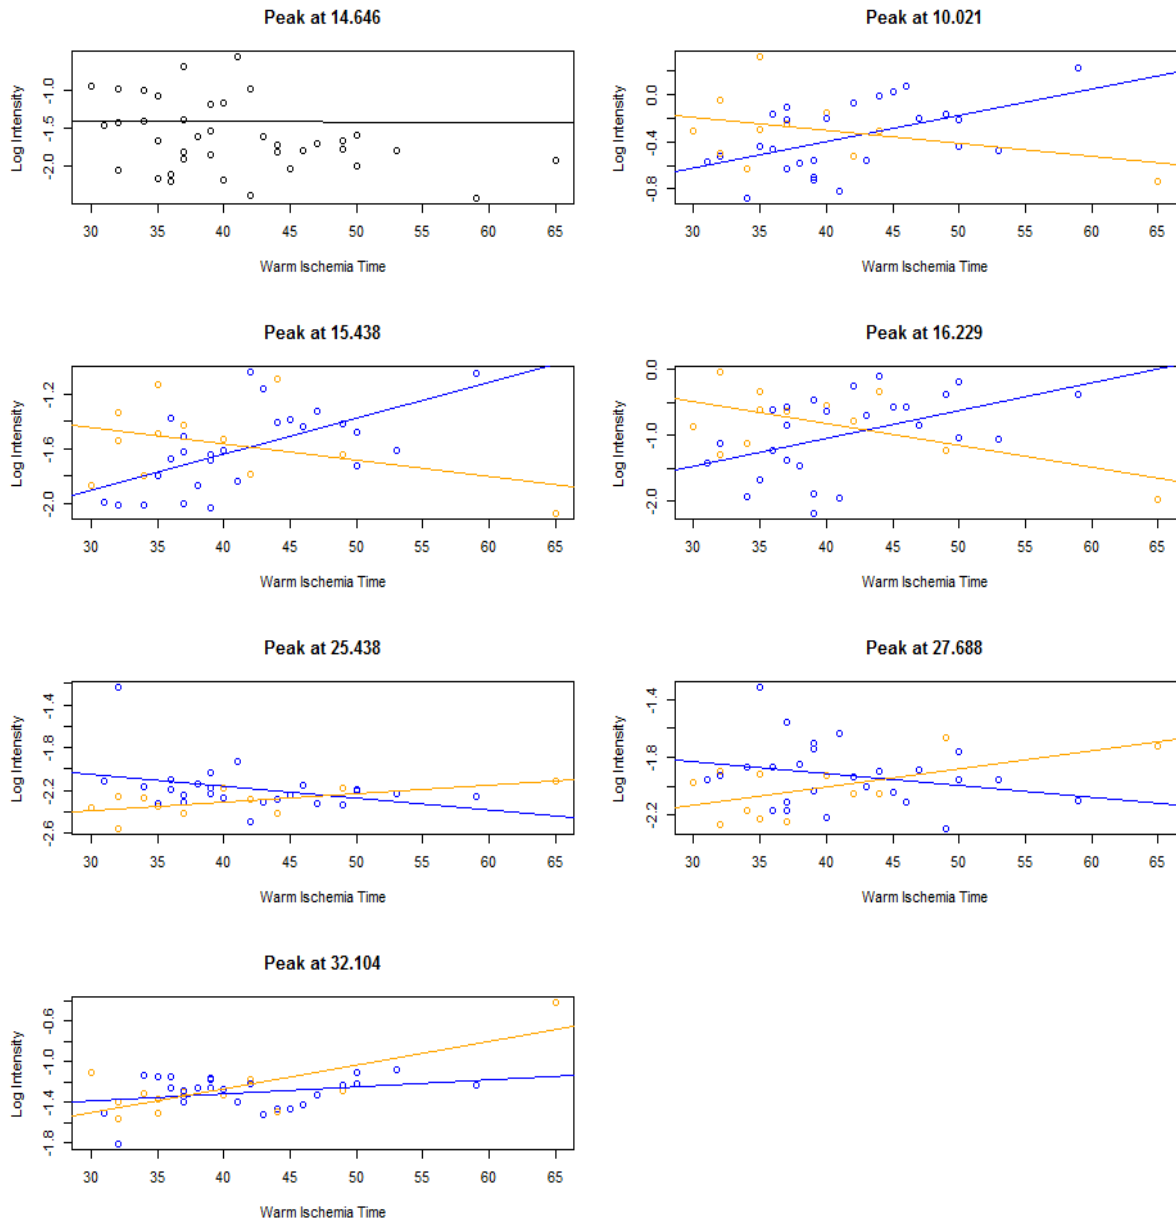 Peak at 14.646
Log Intensity
-1.0
-1.5
-2.0
30 35 40 45 50 55 60 65
Warm Ischemia Time
Peak at 10.021
Log Intensity
0.0
-0.4
-0.8
30 35 40 45 50 55 60 65
Warm Ischemia Time
Peak at 15.438
Log Intensity
-1.2
-1.6
-2.0
30 35 40 45 50 55 60 65
Warm Ischemia Time
Peak at 16.229
Log Intensity
0.0
-1.0
-2.0
30 35 40 45 50 55 60 65
Warm Ischemia Time
Peak at 25.438
Log Intensity
-1.4
-1.8
-2.2
-2.6
30 35 40 45 50 55 60 65
Warm Ischemia Time
Peak at 27.688
Log Intensity
-1.4
-1.8
-2.2
30 35 40 45 50 55 60 65
Warm Ischemia Time
Peak at 32.104
Log Intensity
-0.6
-1.0
-1.4
-1.8
30 35 40 45 50 55 60 65
Warm Ischemia Time